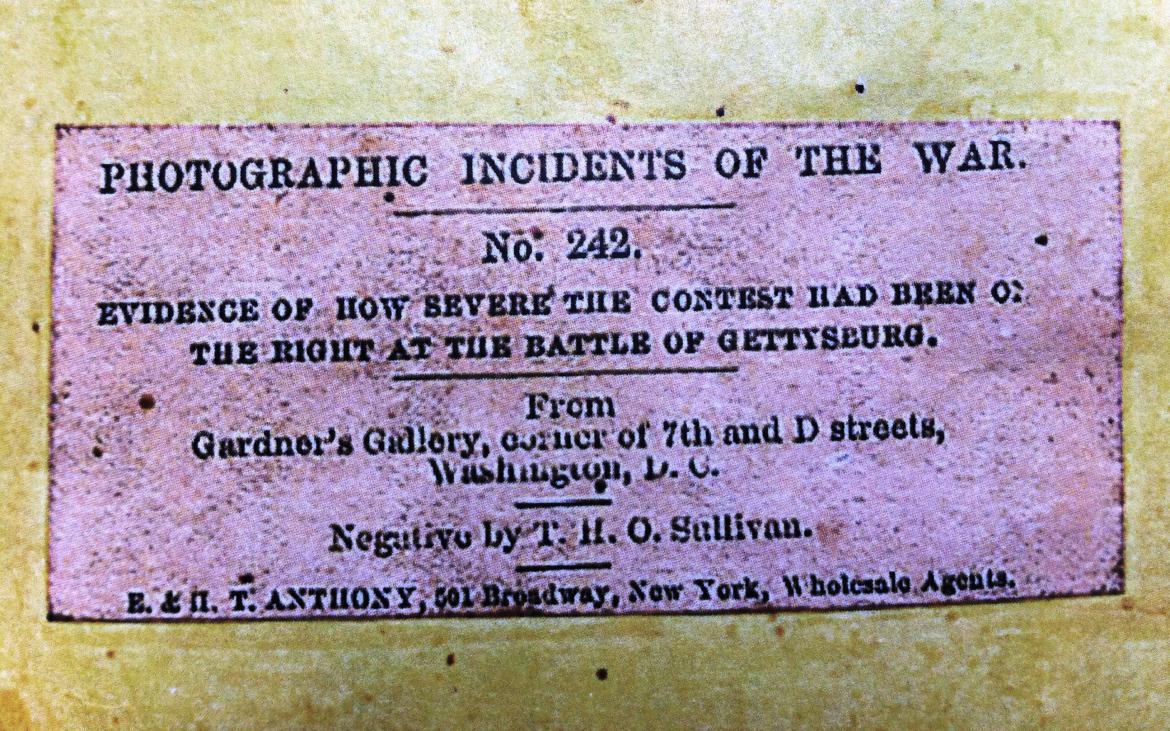 PHOTOGRAPHIC INCIDENTS OF THE WAR.
No. 242.
EVIDENCE OF HOW SEVERE THE CONTEST HAD BEEN ON
THE RIGHT AT THE BATTLE OF GETTYSBURG.
From
Gardner's Gallery, corner of 7th and D streets,
Washington, D. C.
Negative by T. H. O. Sullivan.
E. & H. T. ANTHONY, 501 Broadway, New York, Wholesale Agents.